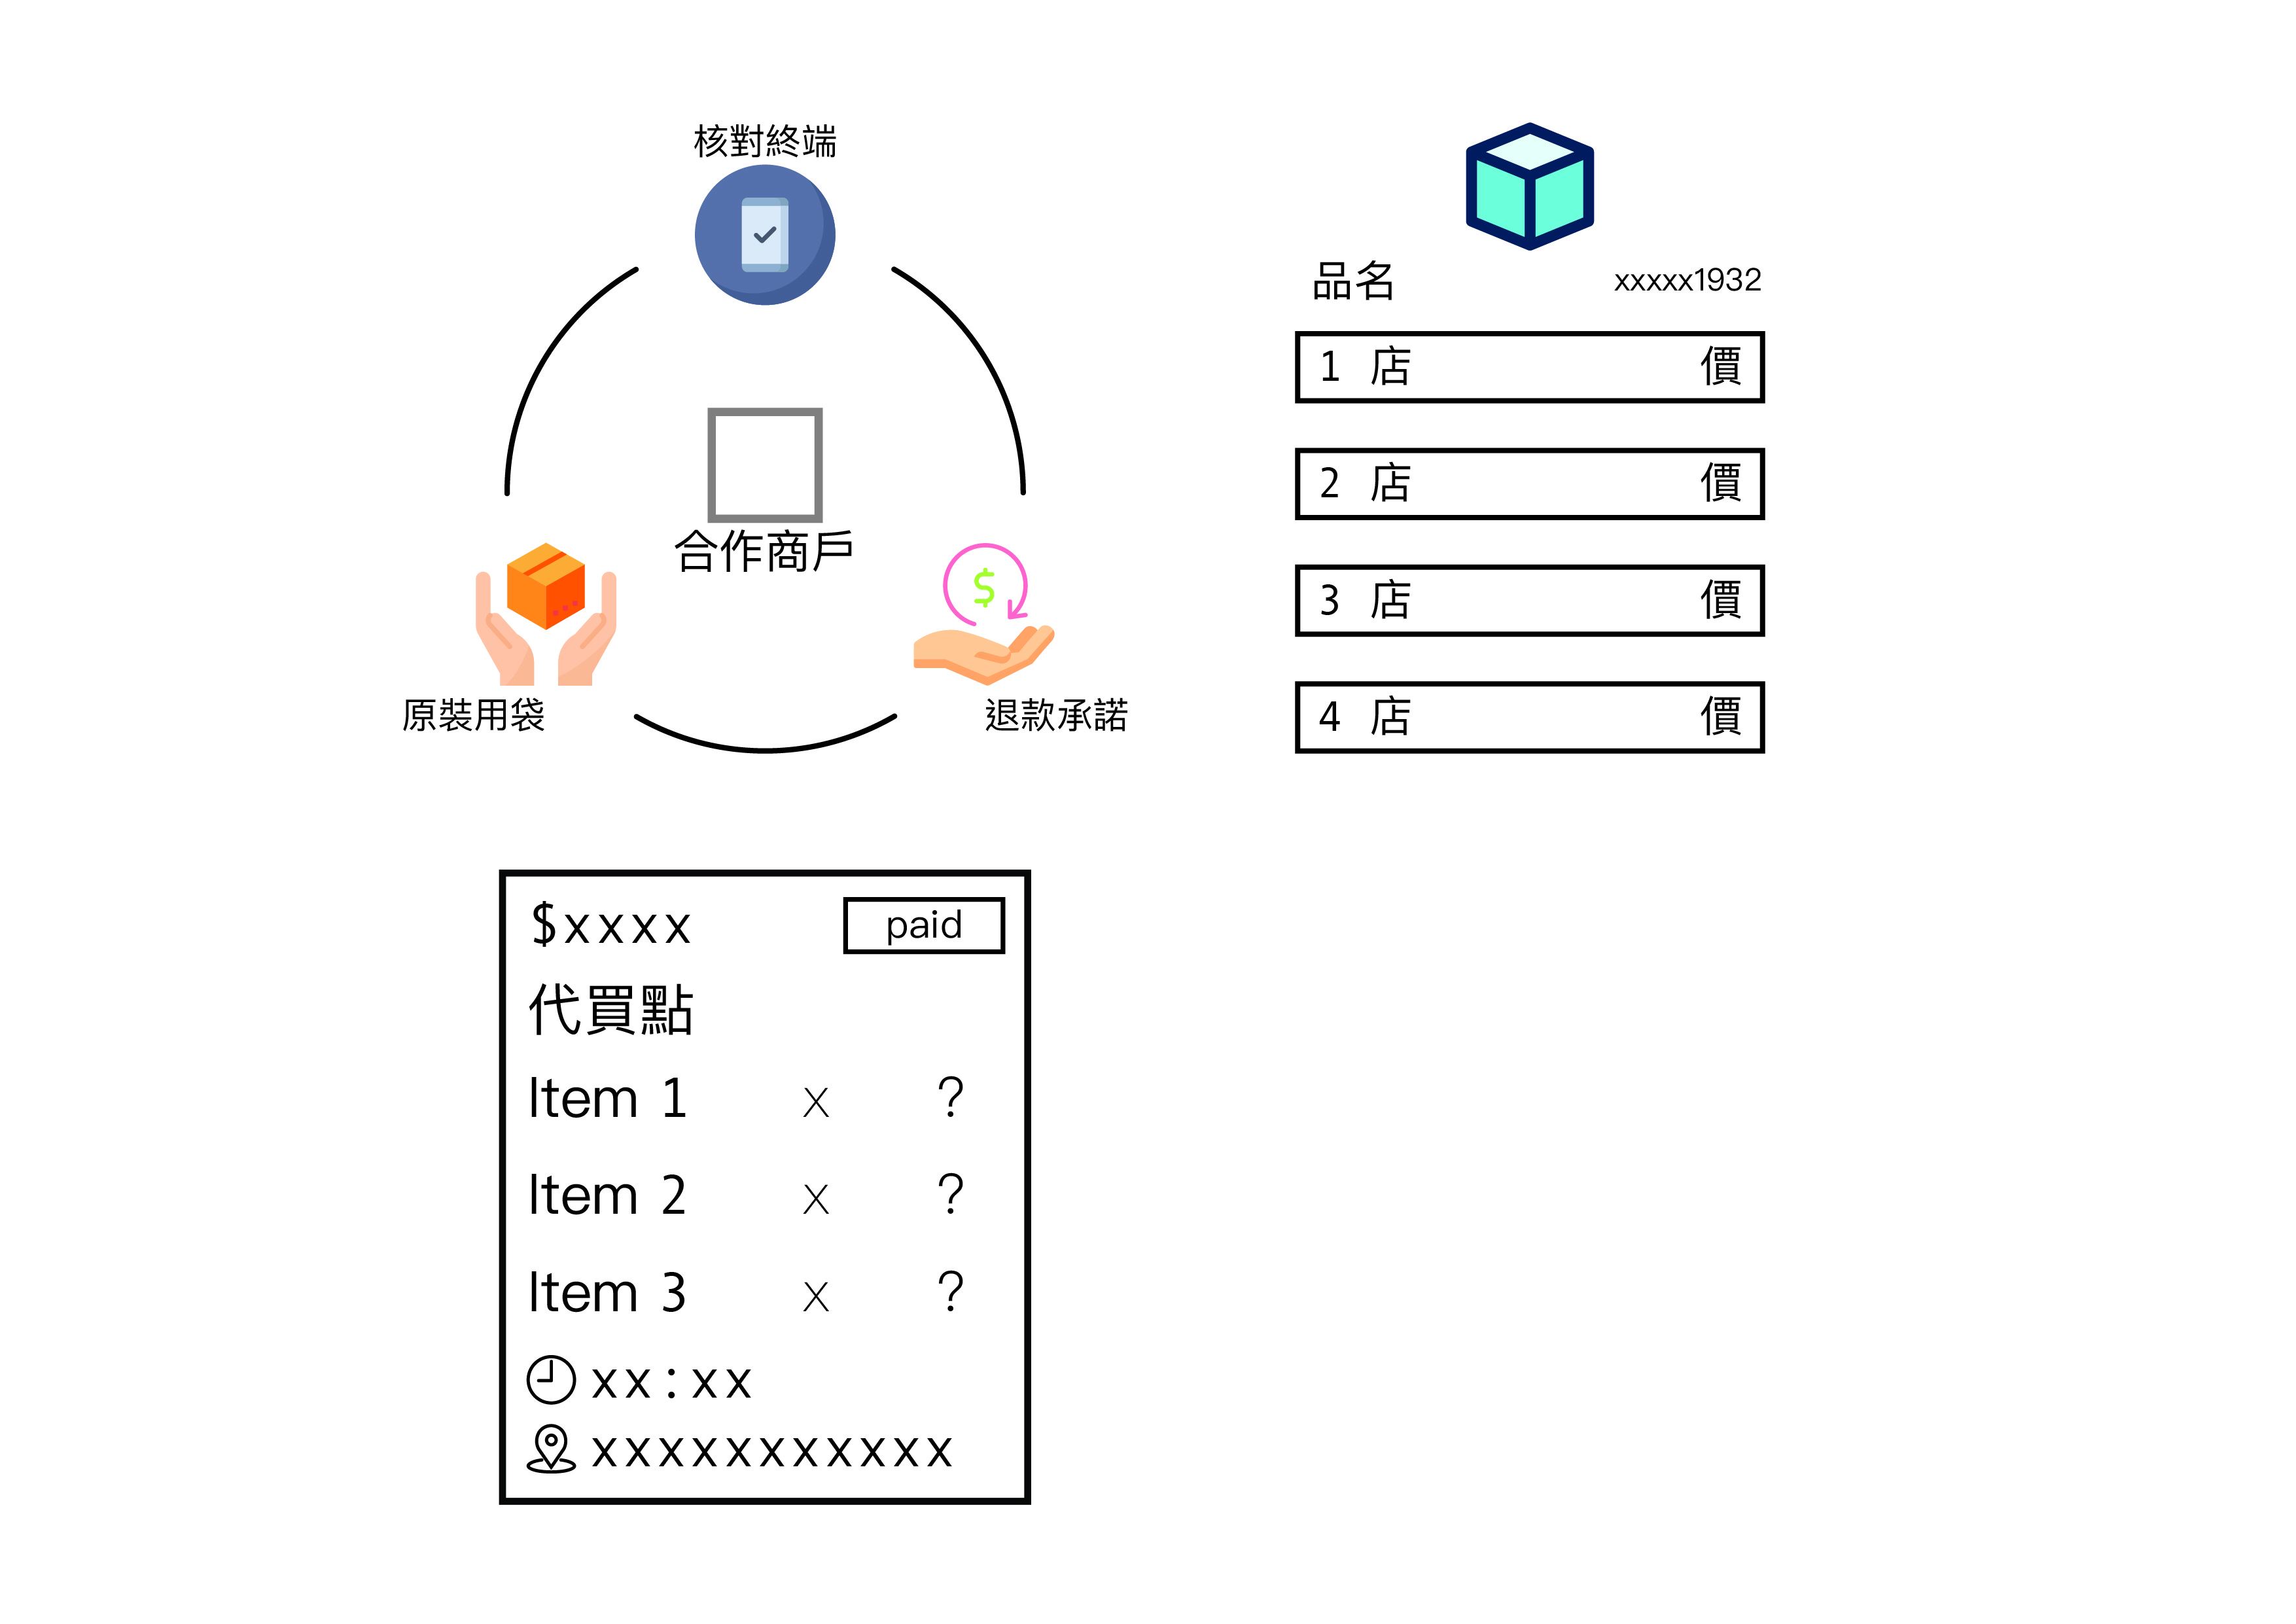 核對終端
合作商戶
原裝用袋
退款承諾
品名 xxxxx1932
1 店 價
2 店 價
3 店 價
4 店 價
$xxxx paid
代買點
Item 1 x ?
Item 2 x ?
Item 3 x ?
xx:xx
xxxxxxxxxxx